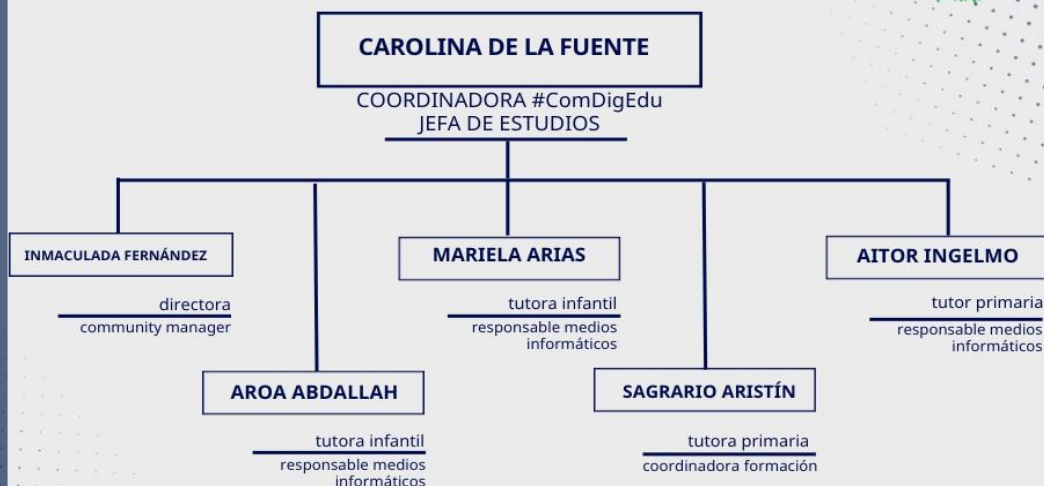 CAROLINA DE LA FUENTE
COORDINADORA #ComDigEdu
JEFA DE ESTUDIOS
INMACULADA FERNÁNDEZ
directora
community manager
MARIELA ARIAS
tutora infantil
responsable medios
informáticos
AITOR INGELMO
tutor primaria
responsable medios
informáticos
AROA ABDALLAH
tutora infantil
responsable medios
informáticos
SAGRARIO ARISTÍN
tutora primaria
coordinadora formación